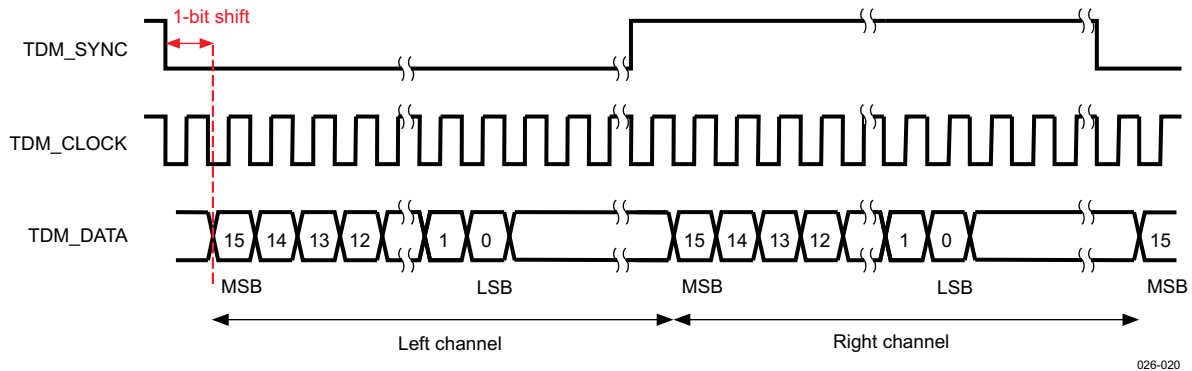 1-bit shift
TDM_SYNC
TDM_CLOCK
TDM_DATA
15 14 13 12 1 0 15 14 13 12 1 0 15
MSB LSB MSB LSB MSB
Left channel Right channel
026-020